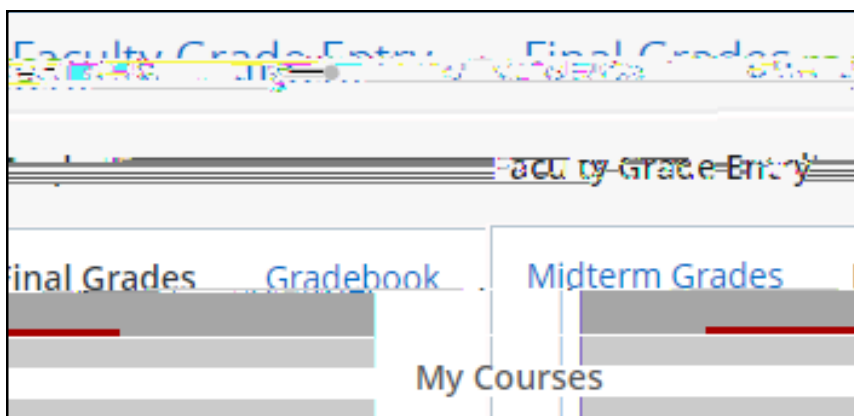 Faculty Grade Entry Final Grades
Faculty Grade Entry
Final Grades Gradebook Midterm Grades
My Courses